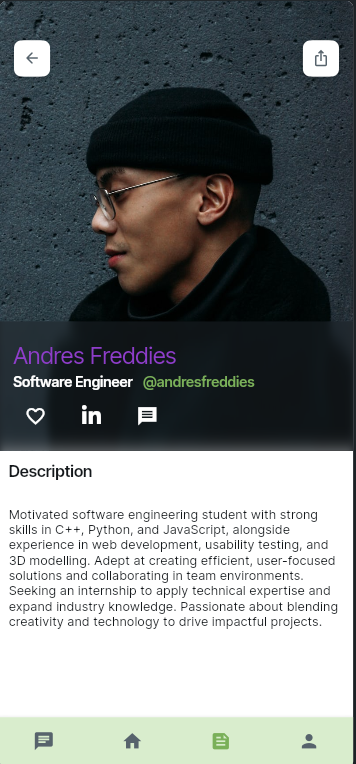 Andres Freddies
Software Engineer @andresfreddies
in
Description
Motivated software engineering student with strong
skills in C++, Python, and JavaScript, alongside
experience in web development, usability testing, and
3D modelling. Adept at creating efficient, user-focused
solutions and collaborating in team environments.
Seeking an internship to apply technical expertise and
expand industry knowledge. Passionate about blending
creativity and technology to drive impactful projects.